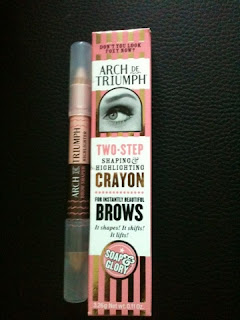 DON'T YOU LOOK
FOXY NOW?
ARCH DE
TRIUMPH
TWO-STEP
SHAPING &
HIGHLIGHTING
CRAYON
FOR INSTANTLY BEAUTIFUL
BROWS
It shapes! It shifts!
It lifts!
SOAP
&GLORY
ARCH DE
TRIUMPH